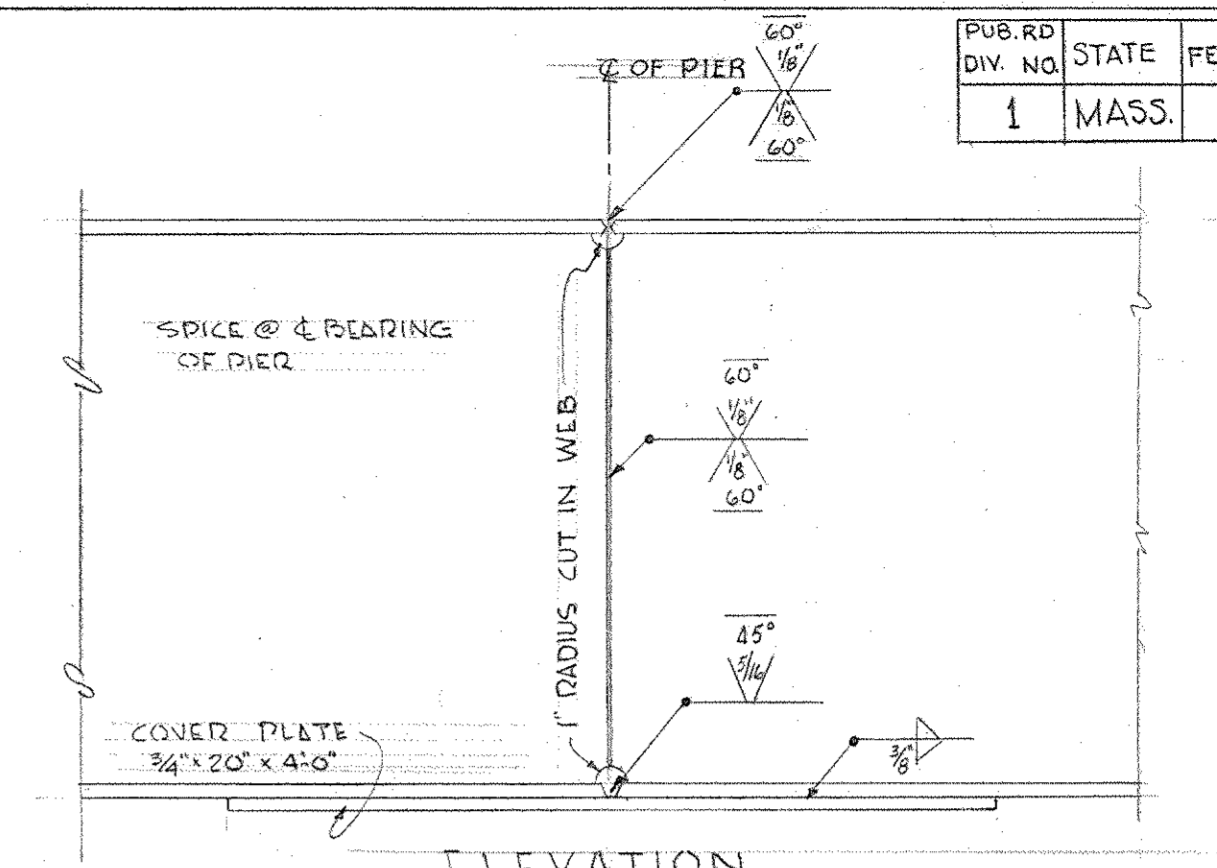 60°
1/8"
℄ OF PIER
1/8"
60°
PUB. RD
DIV. NO. STATE FE
1 MASS.
SPICE @ ℄ BEARING
OF PIER
1" RADIUS CUT IN WEB
60°
1/8"
1/8"
60°
45°
5/16
COVER PLATE
3/4" x 20" x 4'-0"
3/8"
ELEVATION